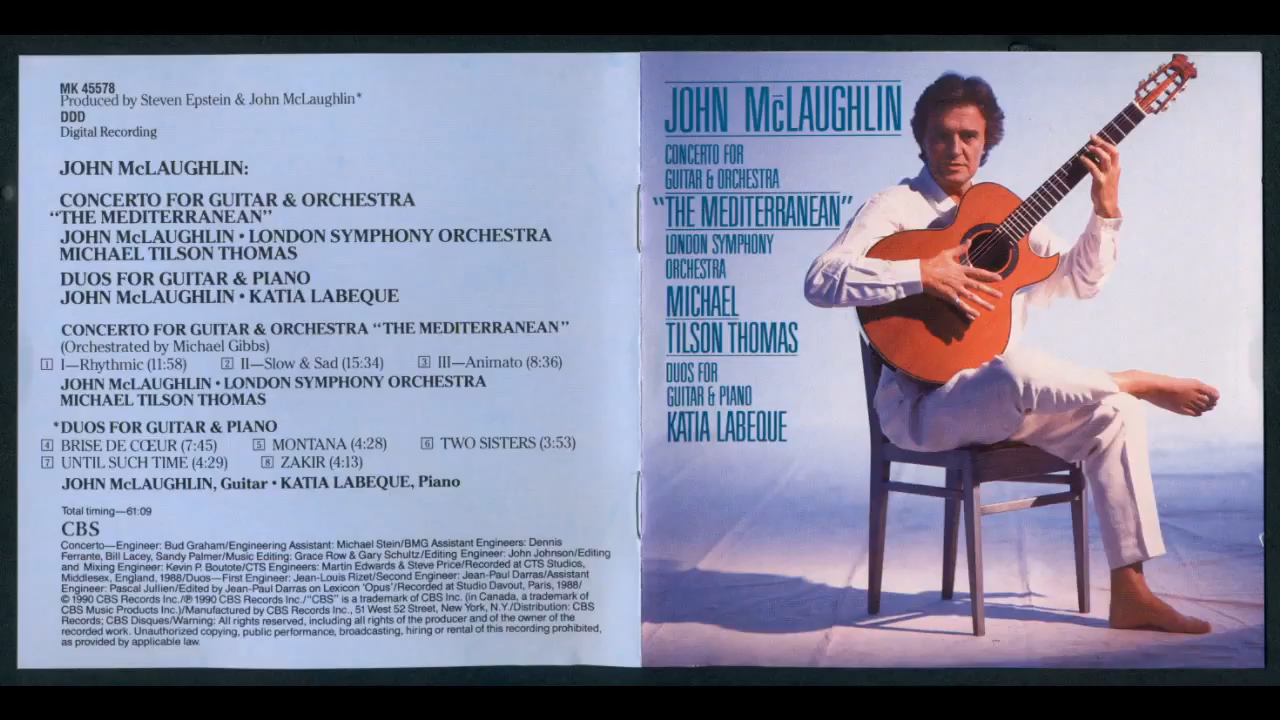 MK 45578
Produced by Steven Epstein & John McLaughlin*
DDD
Digital Recording
JOHN McLAUGHLIN:
CONCERTO FOR GUITAR & ORCHESTRA
"THE MEDITERRANEAN"
JOHN McLAUGHLIN • LONDON SYMPHONY ORCHESTRA
MICHAEL TILSON THOMAS
DUOS FOR GUITAR & PIANO
JOHN McLAUGHLIN • KATIA LABEQUE
CONCERTO FOR GUITAR & ORCHESTRA "THE MEDITERRANEAN"
(Orchestrated by Michael Gibbs)
1 I—Rhythmic (11:58) 2 II—Slow & Sad (15:34) 3 III—Animato (8:36)
JOHN McLAUGHLIN • LONDON SYMPHONY ORCHESTRA
MICHAEL TILSON THOMAS
*DUOS FOR GUITAR & PIANO
4 BRISE DE CŒUR (7:45) 5 MONTANA (4:28) 6 TWO SISTERS (3:53)
7 UNTIL SUCH TIME (4:29) 8 ZAKIR (4:13)
JOHN McLAUGHLIN, Guitar • KATIA LABEQUE, Piano
Total timing—61:09
CBS
Concerto—Engineer: Bud Graham/Engineering Assistant: Michael Stein/BMG Assistant Engineers: Dennis
Ferrante, Bill Lacey, Sandy Palmer/Music Editing: Grace Row & Gary Schultz/Editing Engineer: John Johnson/Editing
and Mixing Engineer: Kevin P. Boutote/CTS Engineers: Martin Edwards & Steve Price/Recorded at CTS Studios,
Middlesex, England, 1988/Duos—First Engineer: Jean-Louis Rizet/Second Engineer: Jean-Paul Darras/Assistant
Engineer: Pascal Jullien/Edited by Jean-Paul Darras on Lexicon 'Opus'/Recorded at Studio Davout, Paris, 1988/
© 1990 CBS Records Inc./℗ 1990 CBS Records Inc./"CBS" is a trademark of CBS Inc. (in Canada, a trademark of
CBS Music Products Inc.)/Manufactured by CBS Records Inc., 51 West 52 Street, New York, N.Y./Distribution: CBS
Records; CBS Disques/Warning: All rights reserved, including all rights of the producer and of the owner of the
recorded work. Unauthorized copying, public performance, broadcasting, hiring or rental of this recording prohibited,
as provided by applicable law.
JOHN McLAUGHLIN
CONCERTO FOR
GUITAR & ORCHESTRA
"THE MEDITERRANEAN"
LONDON SYMPHONY
ORCHESTRA
MICHAEL
TILSON THOMAS
DUOS FOR
GUITAR & PIANO
KATIA LABEQUE